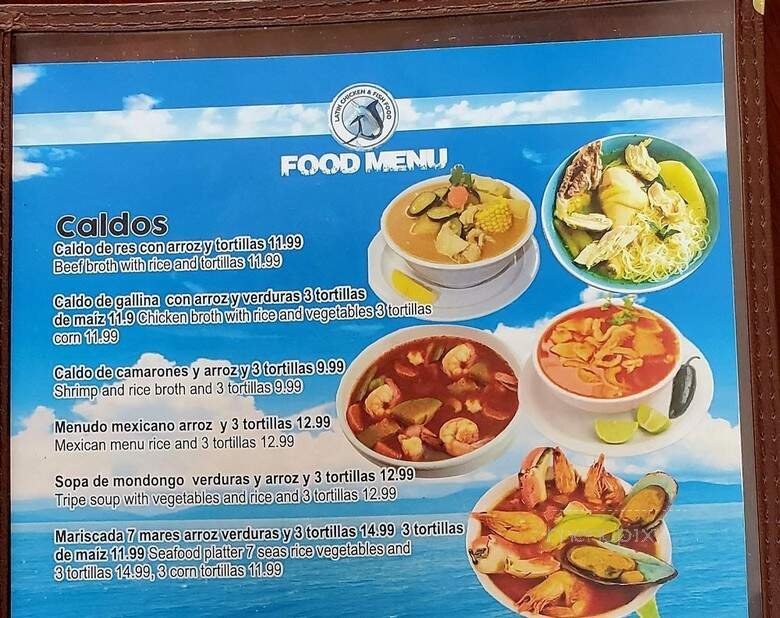 LATIN CHICKEN & FISH FOOD
FOOD MENU
Caldos
Caldo de res con arroz y tortillas 11.99
Beef broth with rice and tortillas 11.99
Caldo de gallina con arroz y verduras 3 tortillas
de maíz 11.9 Chicken broth with rice and vegetables 3 tortillas
corn 11.99
Caldo de camarones y arroz y 3 tortillas 9.99
Shrimp and rice broth and 3 tortillas 9.99
Menudo mexicano arroz y 3 tortillas 12.99
Mexican menu rice and 3 tortillas 12.99
Sopa de mondongo verduras y arroz y 3 tortillas 12.99
Tripe soup with vegetables and rice and 3 tortillas 12.99
Mariscada 7 mares arroz verduras y 3 tortillas 14.99 3 tortillas
de maíz 11.99 Seafood platter 7 seas rice vegetables and
3 tortillas 14.99, 3 corn tortillas 11.99